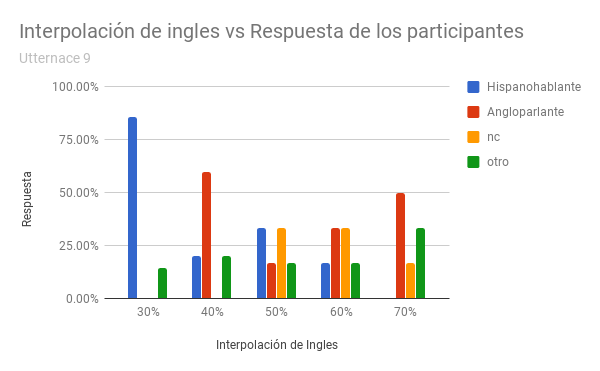 Interpolación de ingles vs Respuesta de los participantes
Utternace 9
Hispanohablante
Angloparlante
nc
otro
100.00%
75.00%
50.00%
25.00%
0.00%
Respuesta
30%
40%
50%
60%
70%
Interpolación de Ingles